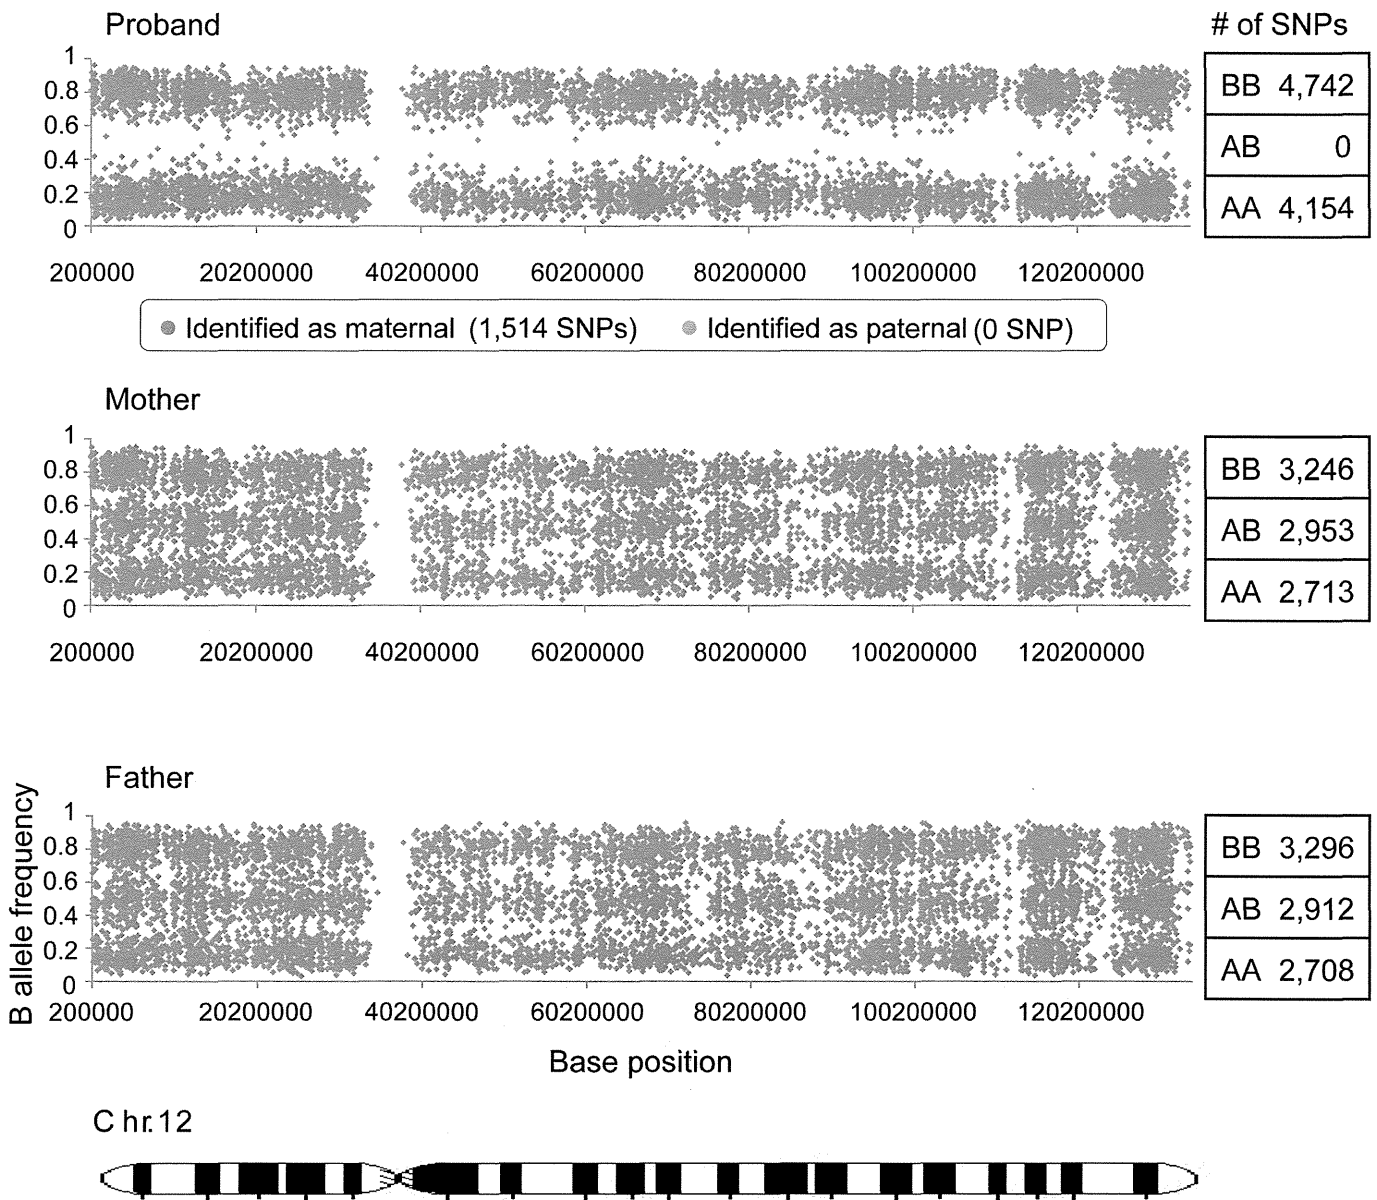 Proband
# of SNPs
1
0.8
0.6
0.4
0.2
0
BB 4,742
AB 0
AA 4,154
200000 20200000 40200000 60200000 80200000 100200000 120200000
Identified as maternal (1,514 SNPs) Identified as paternal (0 SNP)
Mother
1
0.8
0.6
0.4
0.2
0
BB 3,246
AB 2,953
AA 2,713
200000 20200000 40200000 60200000 80200000 100200000 120200000
Father
B allele frequency
1
0.8
0.6
0.4
0.2
0
BB 3,296
AB 2,912
AA 2,708
200000 20200000 40200000 60200000 80200000 100200000 120200000
Base position
C hr.12